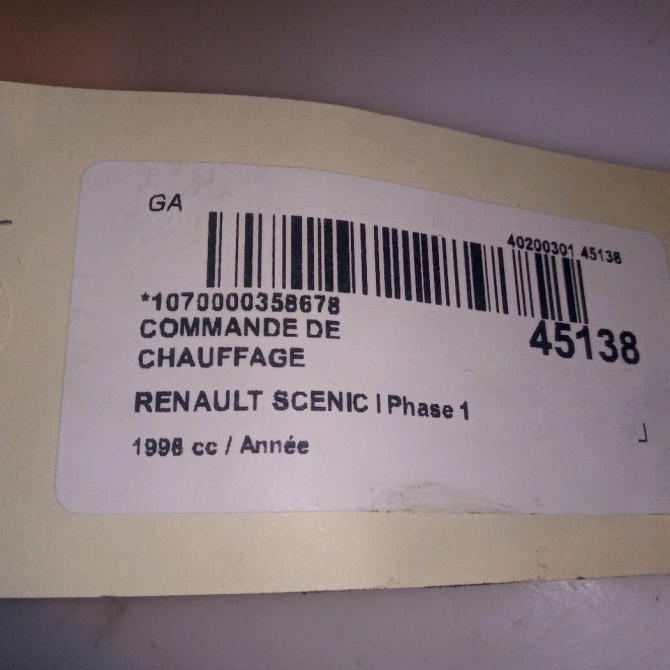 GA
40200301 45138
*1070000358678
COMMANDE DE
CHAUFFAGE
45138
RENAULT SCENIC I Phase 1
1998 cc / Année